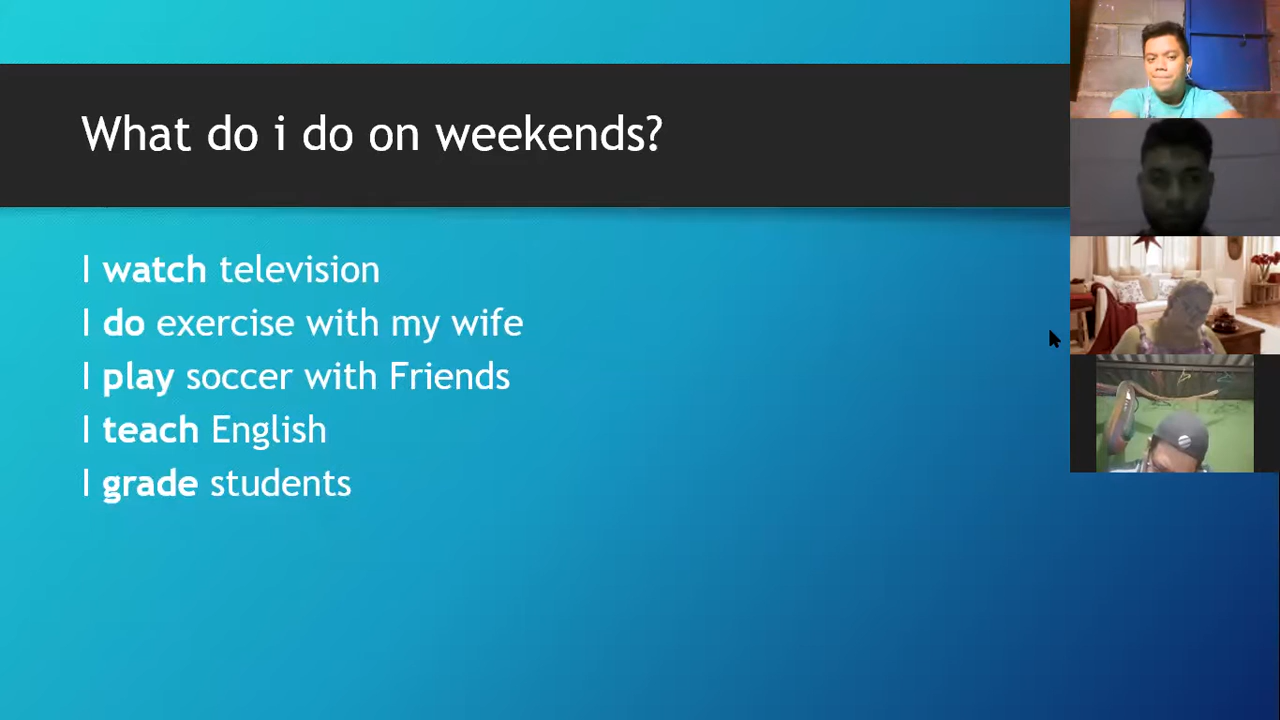 What do i do on weekends?
I watch television
I do exercise with my wife
I play soccer with Friends
I teach English
I grade students